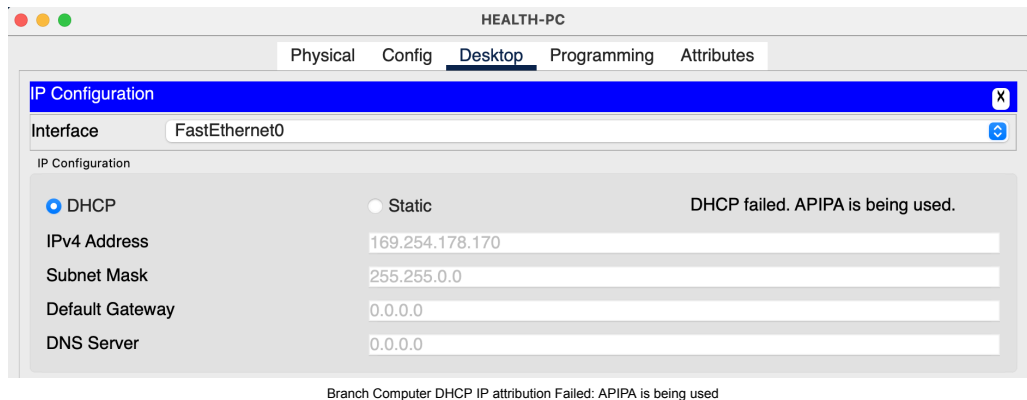 HEALTH-PC
Physical Config Desktop Programming Attributes
IP Configuration X
Interface FastEthernet0
IP Configuration
DHCP Static DHCP failed. APIPA is being used.
IPv4 Address 169.254.178.170
Subnet Mask 255.255.0.0
Default Gateway 0.0.0.0
DNS Server 0.0.0.0
Branch Computer DHCP IP attribution Failed: APIPA is being used